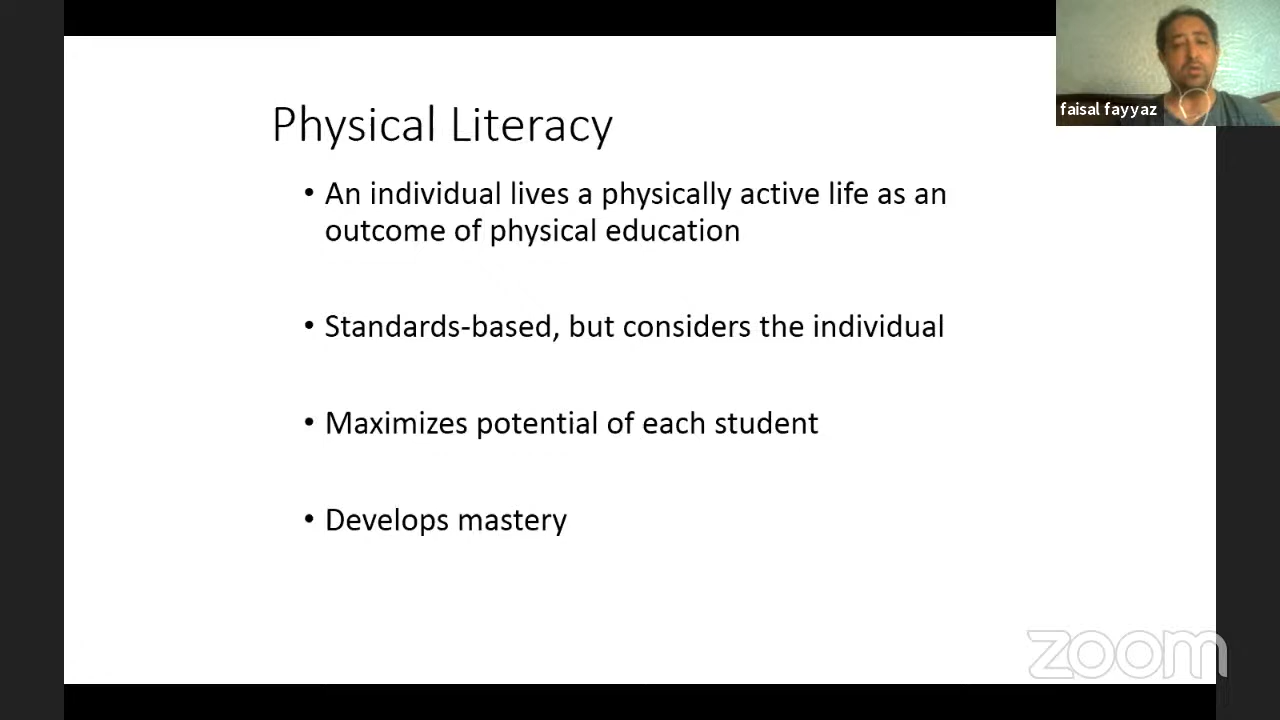 faisal fayyaz
Physical Literacy
• An individual lives a physically active life as an
outcome of physical education
• Standards-based, but considers the individual
• Maximizes potential of each student
• Develops mastery
zoom